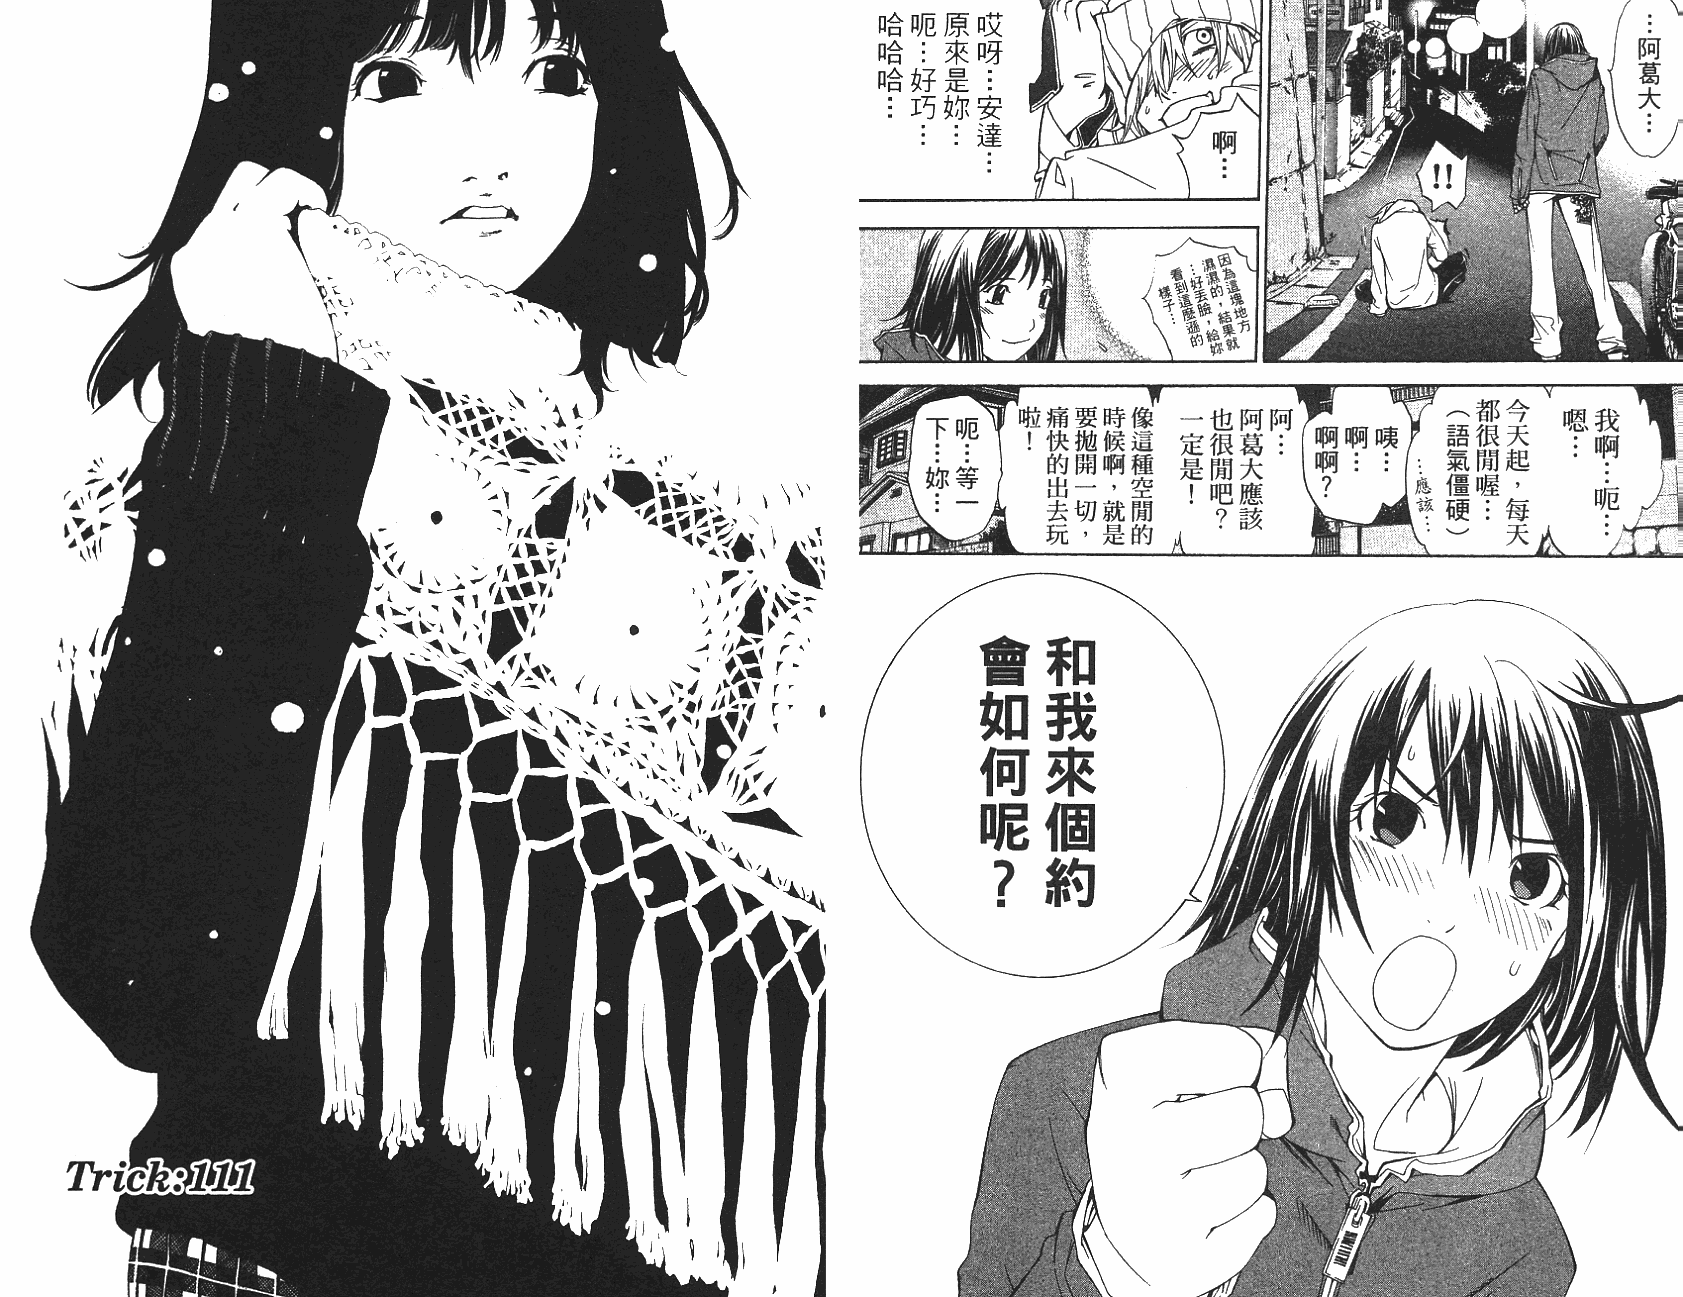 …阿葛大…
!!
啊…
哎呀…安達…
原來是妳…
呃…好巧…
哈哈哈…
因為這塊地方
濕濕的,結果就
…好丟臉,給妳
看到這麼遜的
樣子…
我啊…呃…
嗯…
今天起,每天
都很閒喔…
(語氣僵硬)
…應該…
咦…
啊…
啊啊?
阿…
阿葛大應該
也很閒吧?
一定是!
像這種空閒的
時候啊,就是
要拋開一切,
痛快的出去玩
啦!
呃…等一
下…妳…
和我來個約
會如何呢?
Trick:111